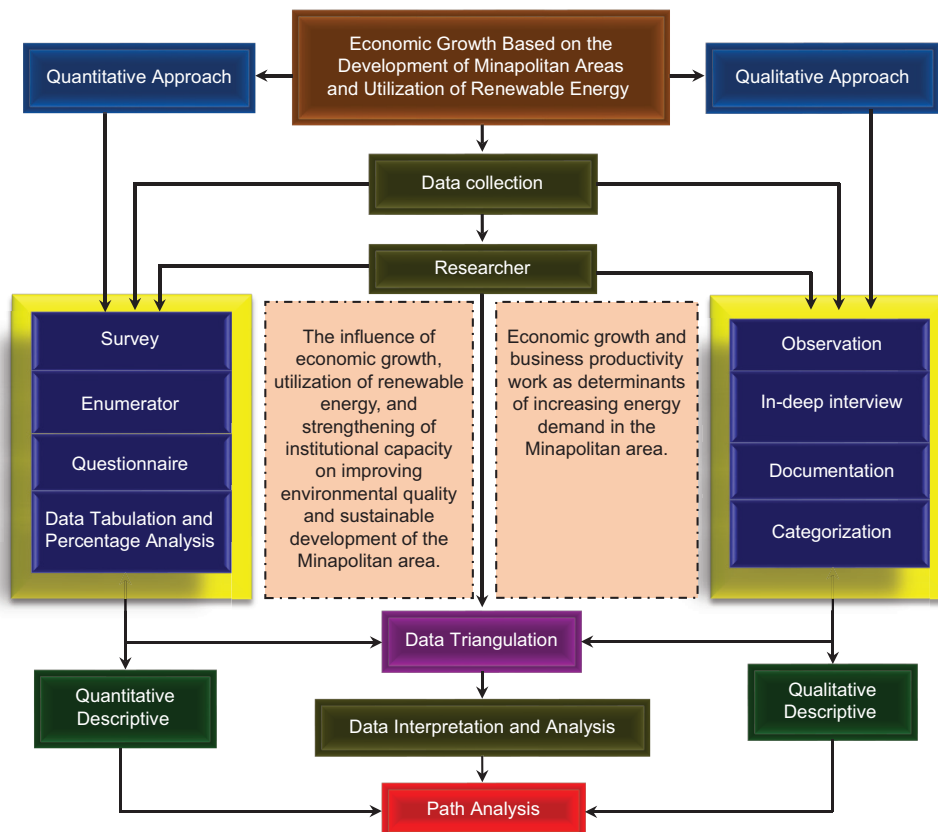 Economic Growth Based on the
Development of Minapolitan Areas
and Utilization of Renewable Energy
Quantitative Approach
Qualitative Approach
Data collection
Researcher
Survey
Enumerator
Questionnaire
Data Tabulation and
Percentage Analysis
The influence of
economic growth,
utilization of renewable
energy, and
strengthening of
institutional capacity
on improving
environmental quality
and sustainable
development of the
Minapolitan area.
Economic growth and
business productivity
work as determinants
of increasing energy
demand in the
Minapolitan area.
Observation
In-deep interview
Documentation
Categorization
Data Triangulation
Quantitative
Descriptive
Qualitative
Descriptive
Data Interpretation and Analysis
Path Analysis